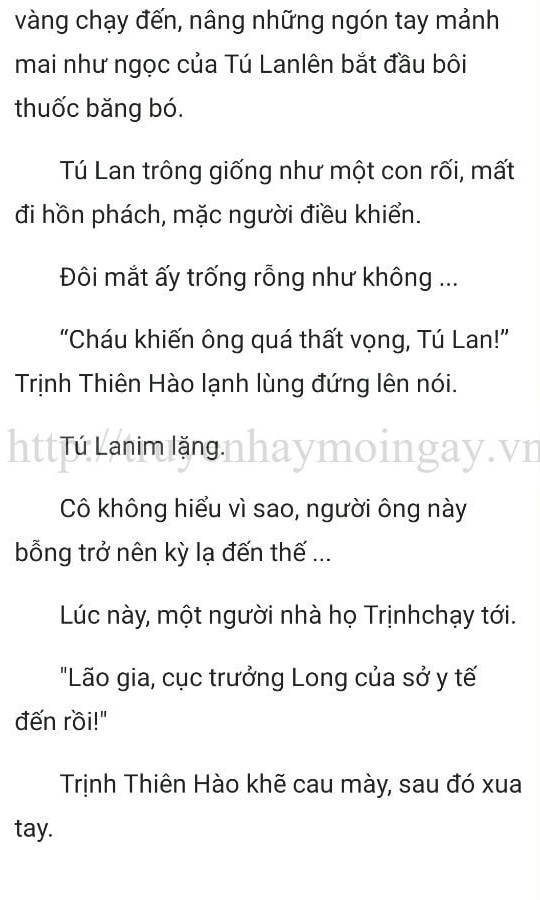 vàng chạy đến, nâng những ngón tay mảnh
mai như ngọc của Tú Lanlên bắt đầu bôi
thuốc băng bó.
Tú Lan trông giống như một con rối, mất
đi hồn phách, mặc người điều khiển.
Đôi mắt ấy trống rỗng như không ...
“Cháu khiến ông quá thất vọng, Tú Lan!”
Trịnh Thiên Hào lạnh lùng đứng lên nói.
http://truyenhaymoingay.vn
Tú Lanim lặng.
Cô không hiểu vì sao, người ông này
bỗng trở nên kỳ lạ đến thế ...
Lúc này, một người nhà họ Trịnhchạy tới.
"Lão gia, cục trưởng Long của sở y tế
đến rồi!"
Trịnh Thiên Hào khẽ cau mày, sau đó xua
tay.